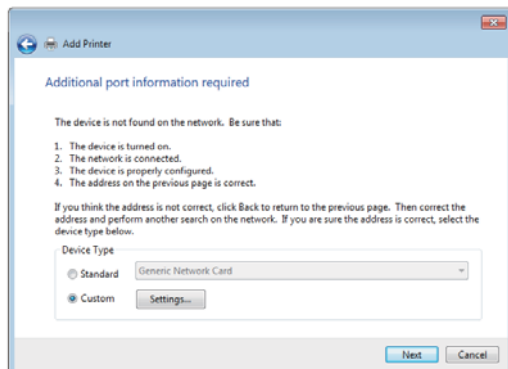 Add Printer
Additional port information required
The device is not found on the network. Be sure that:
1. The device is turned on.
2. The network is connected.
3. The device is properly configured.
4. The address on the previous page is correct.
If you think the address is not correct, click Back to return to the previous page. Then correct the
address and perform another search on the network. If you are sure the address is correct, select the
device type below.
Device Type
Standard Generic Network Card
Custom Settings...
Next Cancel